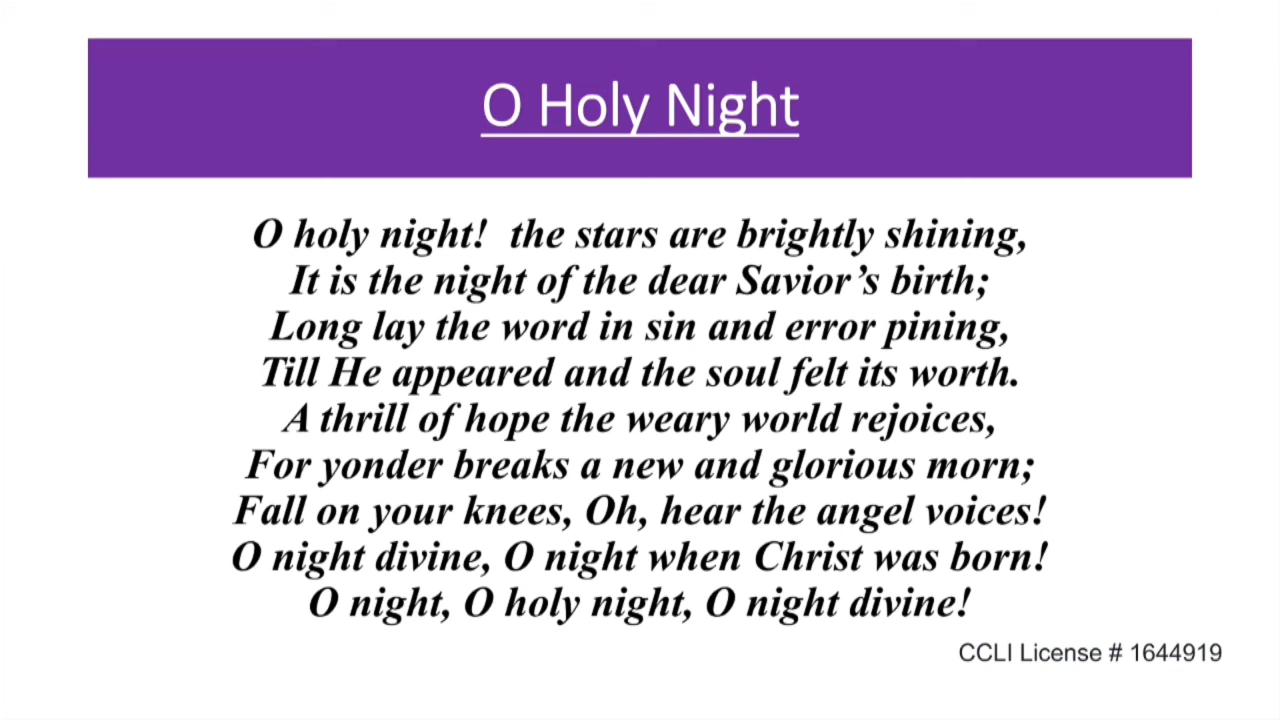 O Holy Night
O holy night!  the stars are brightly shining,
It is the night of the dear Savior’s birth;
Long lay the word in sin and error pining,
Till He appeared and the soul felt its worth.
A thrill of hope the weary world rejoices,
For yonder breaks a new and glorious morn;
Fall on your knees, Oh, hear the angel voices!
O night divine, O night when Christ was born!
O night, O holy night, O night divine!
CCLI License # 1644919